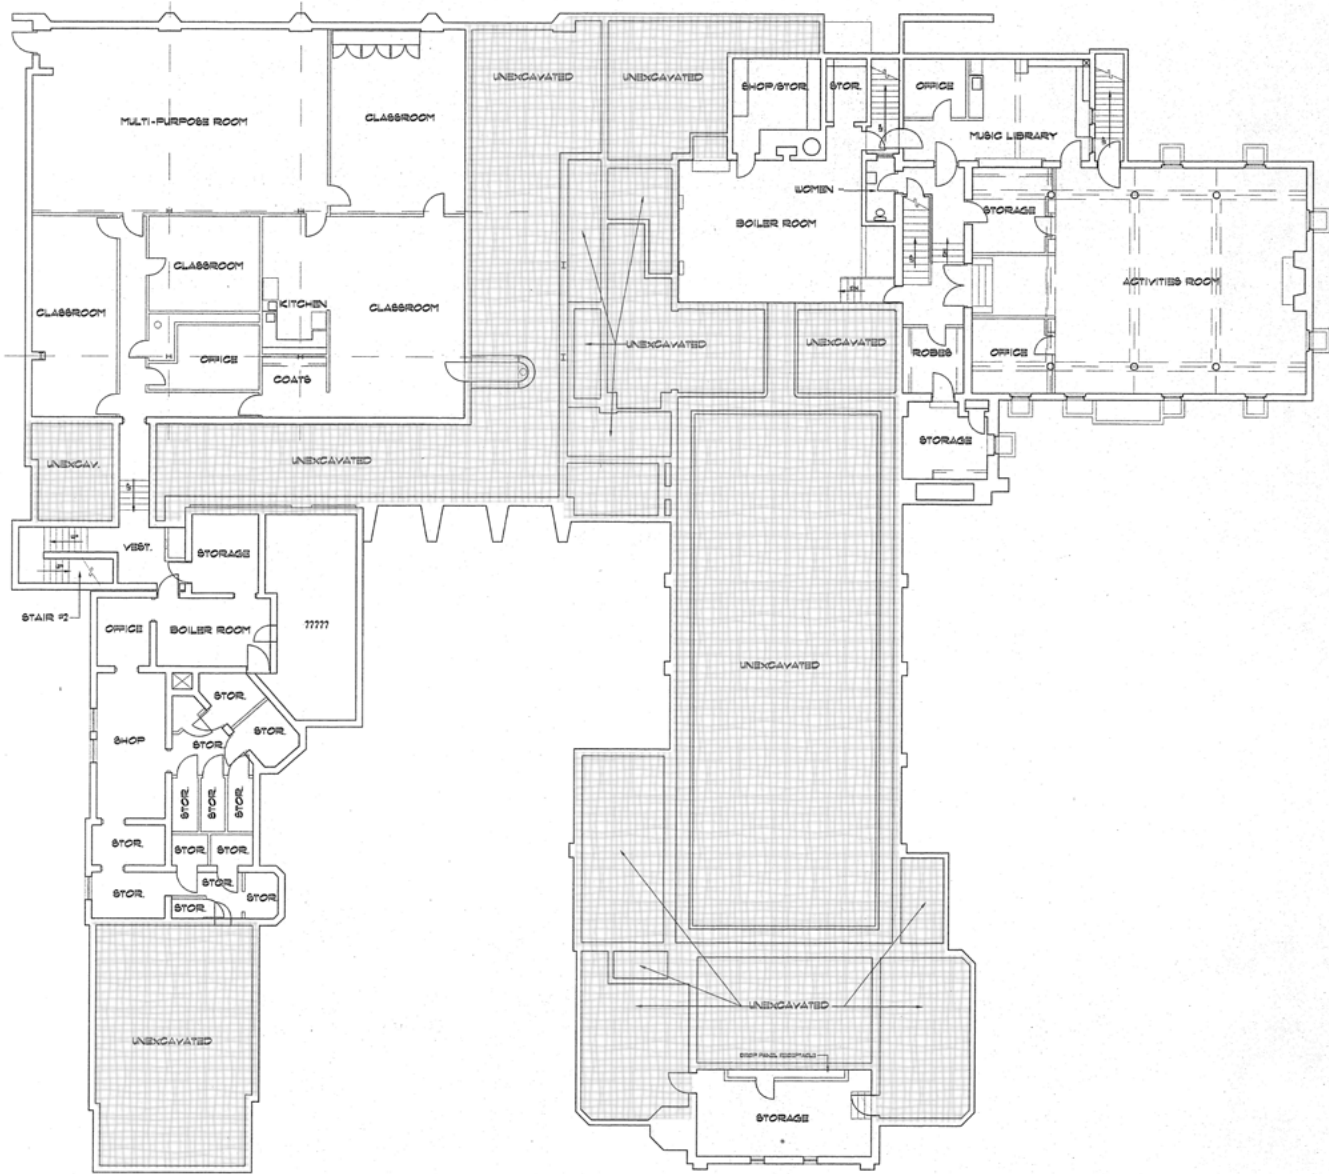 UNEXCAVATED
UNEXCAVATED
SHOP/STOR.
STOR.
OFFICE
MULTI-PURPOSE ROOM
CLASSROOM
MUSIC LIBRARY
WOMEN
STORAGE
BOILER ROOM
CLASSROOM
ACTIVITIES ROOM
CLASSROOM
KITCHEN
CLASSROOM
UNEXCAVATED
UNEXCAVATED
OFFICE
ROBES
OFFICE
COATS
STORAGE
UNEXCAV.
UNEXCAVATED
VEST.
STORAGE
STAIR #2
OFFICE
BOILER ROOM
?????
UNEXCAVATED
STOR.
STOR.
SHOP
STOR.
STOR.
STOR.
STOR.
STOR.
STOR.
STOR.
STOR.
STOR.
STOR.
STOR.
UNEXCAVATED
UNEXCAVATED
STORAGE